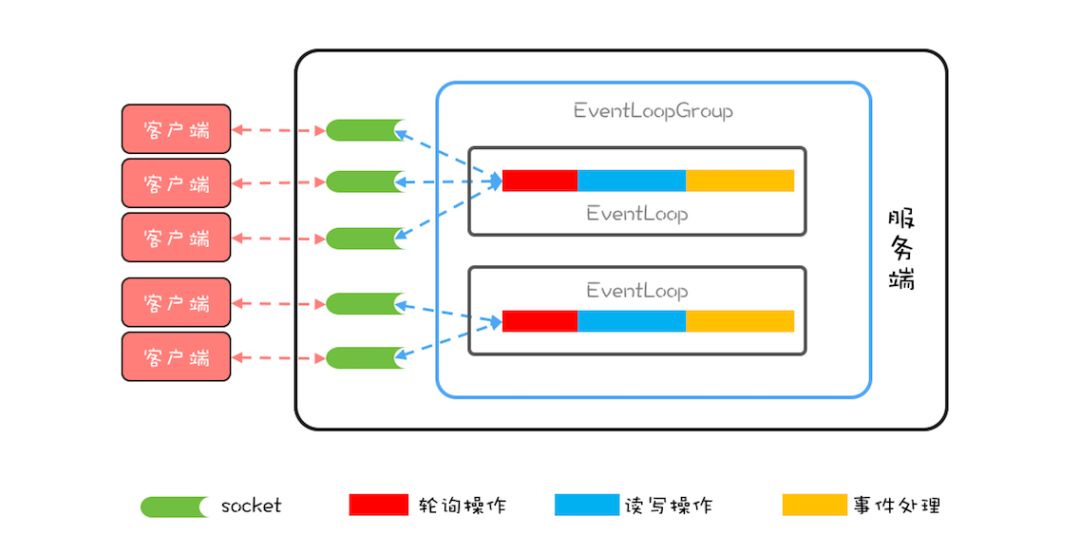 EventLoopGroup
客户端
客户端
EventLoop
客户端
服务端
EventLoop
客户端
客户端
socket
轮询操作
读写操作
事件处理